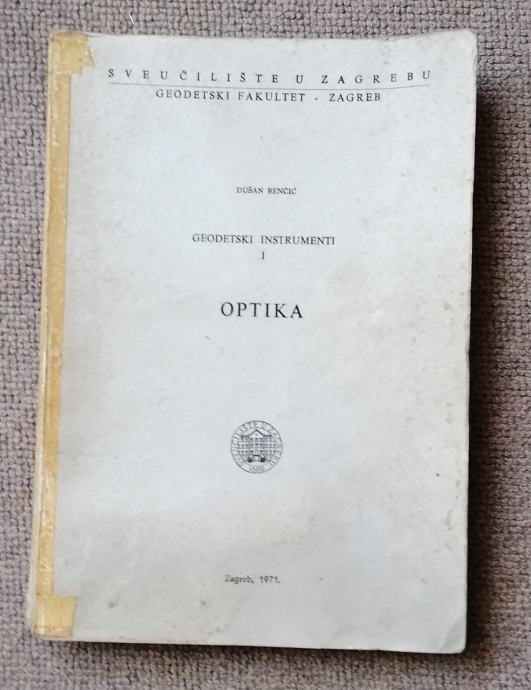 SVEUČILIŠTE U ZAGREBU
GEODETSKI FAKULTET - ZAGREB
DUŠAN BENČIĆ
GEODETSKI INSTRUMENTI
I
OPTIKA
Zagreb, 1971.